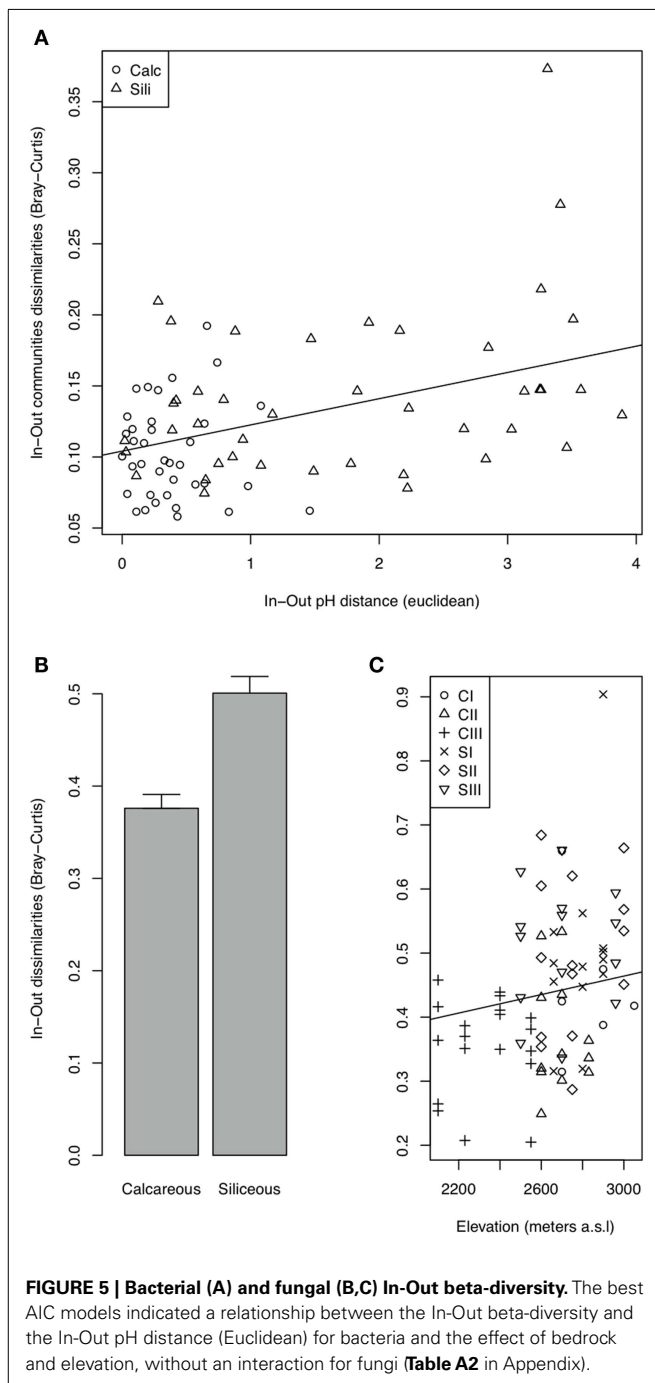 A
Calc
Sili
In–Out communities dissimilarities (Bray–Curtis)
0.05 0.10 0.15 0.20 0.25 0.30 0.35
0 1 2 3 4
In–Out pH distance (euclidean)
B
In–Out dissimilarities (Bray–Curtis)
0.0 0.1 0.2 0.3 0.4 0.5
Calcareous Siliceous
C
CI
CII
CIII
SI
SII
SIII
0.2 0.3 0.4 0.5 0.6 0.7 0.8 0.9
2200 2600 3000
Elevation (meters a.s.l)
FIGURE 5 | Bacterial (A) and fungal (B,C) In-Out beta-diversity. The best
AIC models indicated a relationship between the In-Out beta-diversity and
the In-Out pH distance (Euclidean) for bacteria and the effect of bedrock
and elevation, without an interaction for fungi (Table A2 in Appendix).